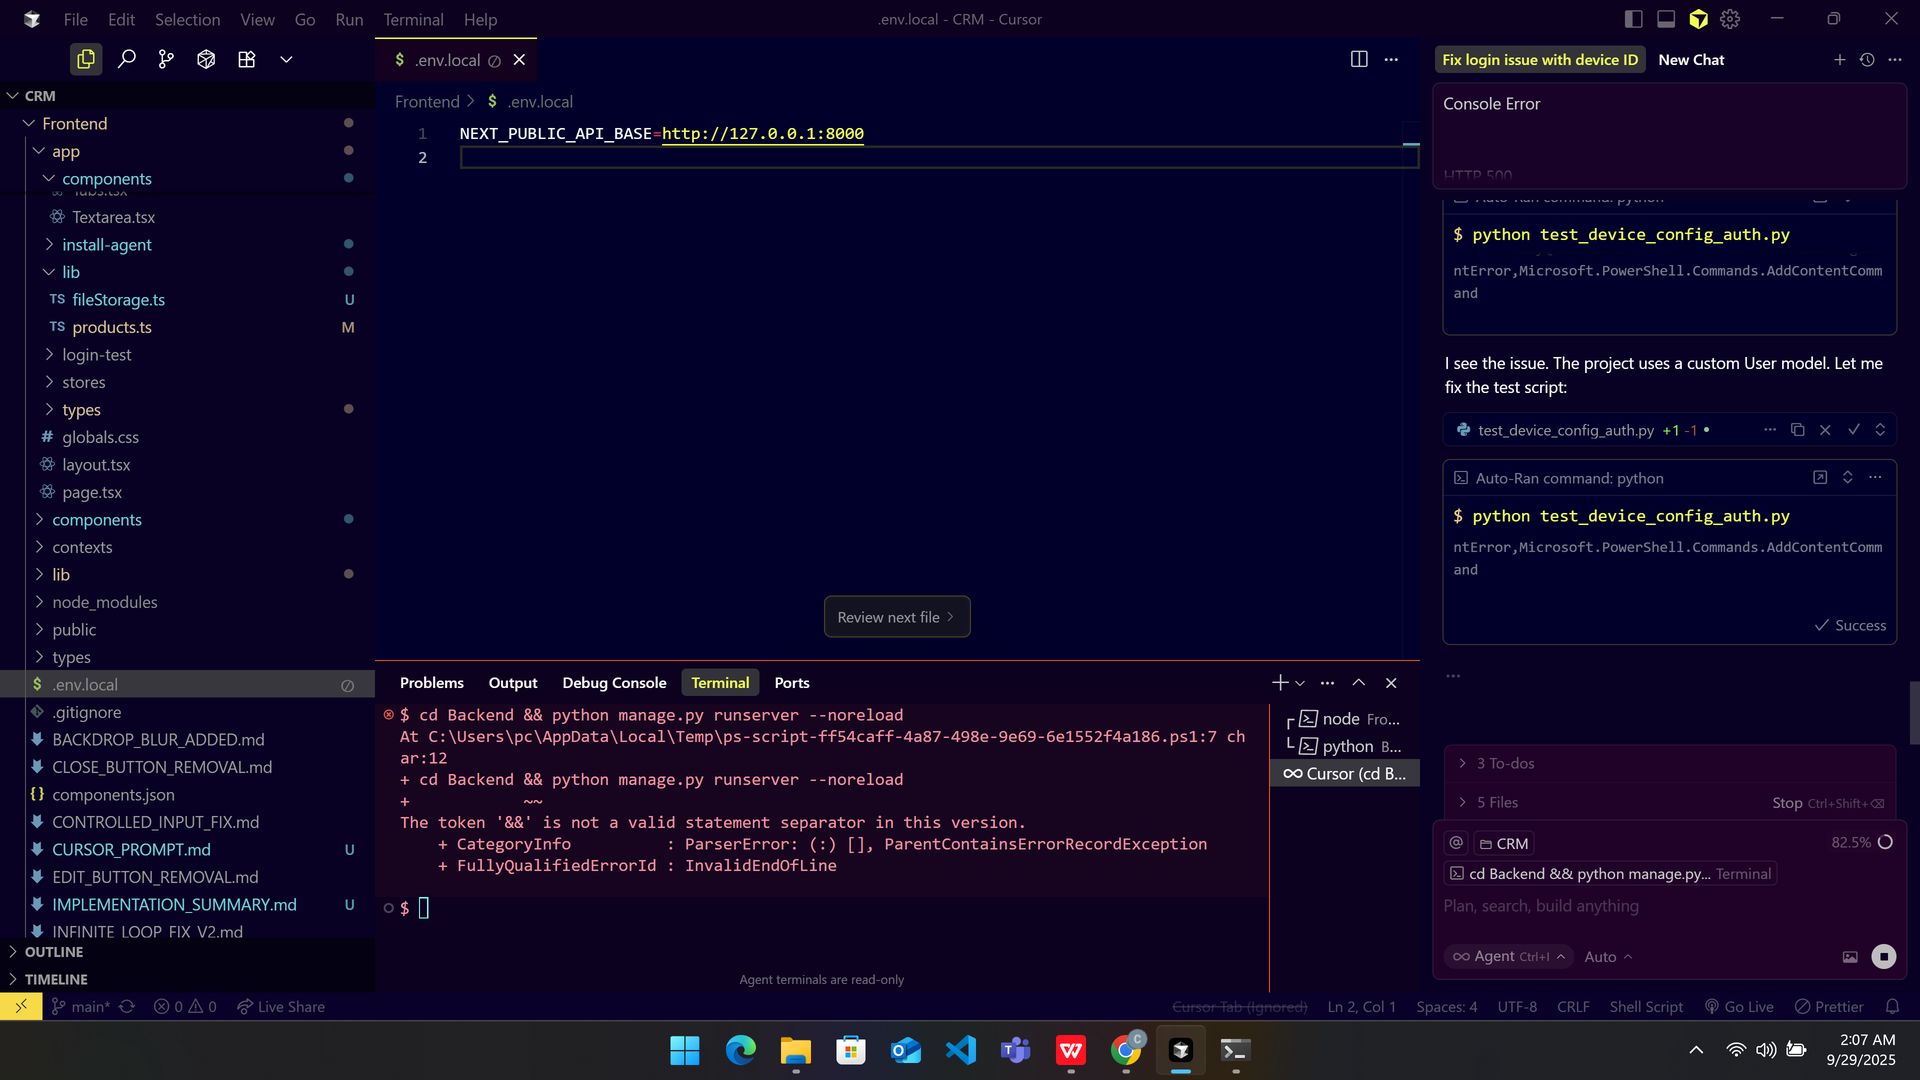 File Edit Selection View Go Run Terminal Help
.env.local - CRM - Cursor
CRM
Frontend
app
components
Tabs.tsx
Textarea.tsx
install-agent
lib
TS fileStorage.ts U
TS products.ts M
login-test
stores
types
# globals.css
layout.tsx
page.tsx
components
contexts
lib
node_modules
public
types
$ .env.local
.gitignore
BACKDROP_BLUR_ADDED.md
CLOSE_BUTTON_REMOVAL.md
{} components.json
CONTROLLED_INPUT_FIX.md
CURSOR_PROMPT.md U
EDIT_BUTTON_REMOVAL.md
IMPLEMENTATION_SUMMARY.md U
INFINITE_LOOP_FIX_V2.md
OUTLINE
TIMELINE
$ .env.local
Frontend > $ .env.local
1 NEXT_PUBLIC_API_BASE=http://127.0.0.1:8000
2
Review next file
Problems Output Debug Console Terminal Ports
$ cd Backend && python manage.py runserver --noreload
At C:\Users\pc\AppData\Local\Temp\ps-script-ff54caff-4a87-498e-9e69-6e1552f4a186.ps1:7 ch
ar:12
+ cd Backend && python manage.py runserver --noreload
+ ~~
The token '&&' is not a valid statement separator in this version.
+ CategoryInfo : ParserError: (:) [], ParentContainsErrorRecordException
+ FullyQualifiedErrorId : InvalidEndOfLine
$
Agent terminals are read-only
node Fro...
python B...
Cursor (cd B...
Fix login issue with device ID New Chat
Console Error
HTTP 500
Auto-Ran command: python
$ python test_device_config_auth.py
ntError,Microsoft.PowerShell.Commands.AddContentComm
and
I see the issue. The project uses a custom User model. Let me
fix the test script:
test_device_config_auth.py +1 -1
Auto-Ran command: python
$ python test_device_config_auth.py
ntError,Microsoft.PowerShell.Commands.AddContentComm
and
Success
3 To-dos
5 Files Stop Ctrl+Shift+⌫
@ CRM 82.5%
cd Backend && python manage.py... Terminal
Plan, search, build anything
Agent Ctrl+I Auto
main* 0 0 Live Share
Cursor Tab (Ignored) Ln 2, Col 1 Spaces: 4 UTF-8 CRLF Shell Script Go Live Prettier
2:07 AM
9/29/2025